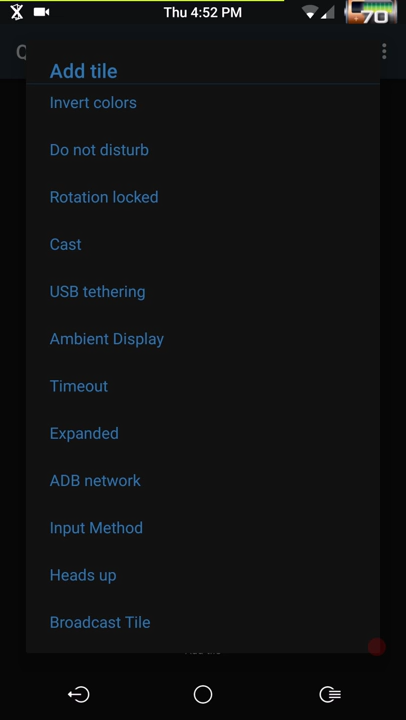 Thu 4:52 PM
70
Q
Add tile
Invert colors
Do not disturb
Rotation locked
Cast
USB tethering
Ambient Display
Timeout
Expanded
ADB network
Input Method
Heads up
Broadcast Tile